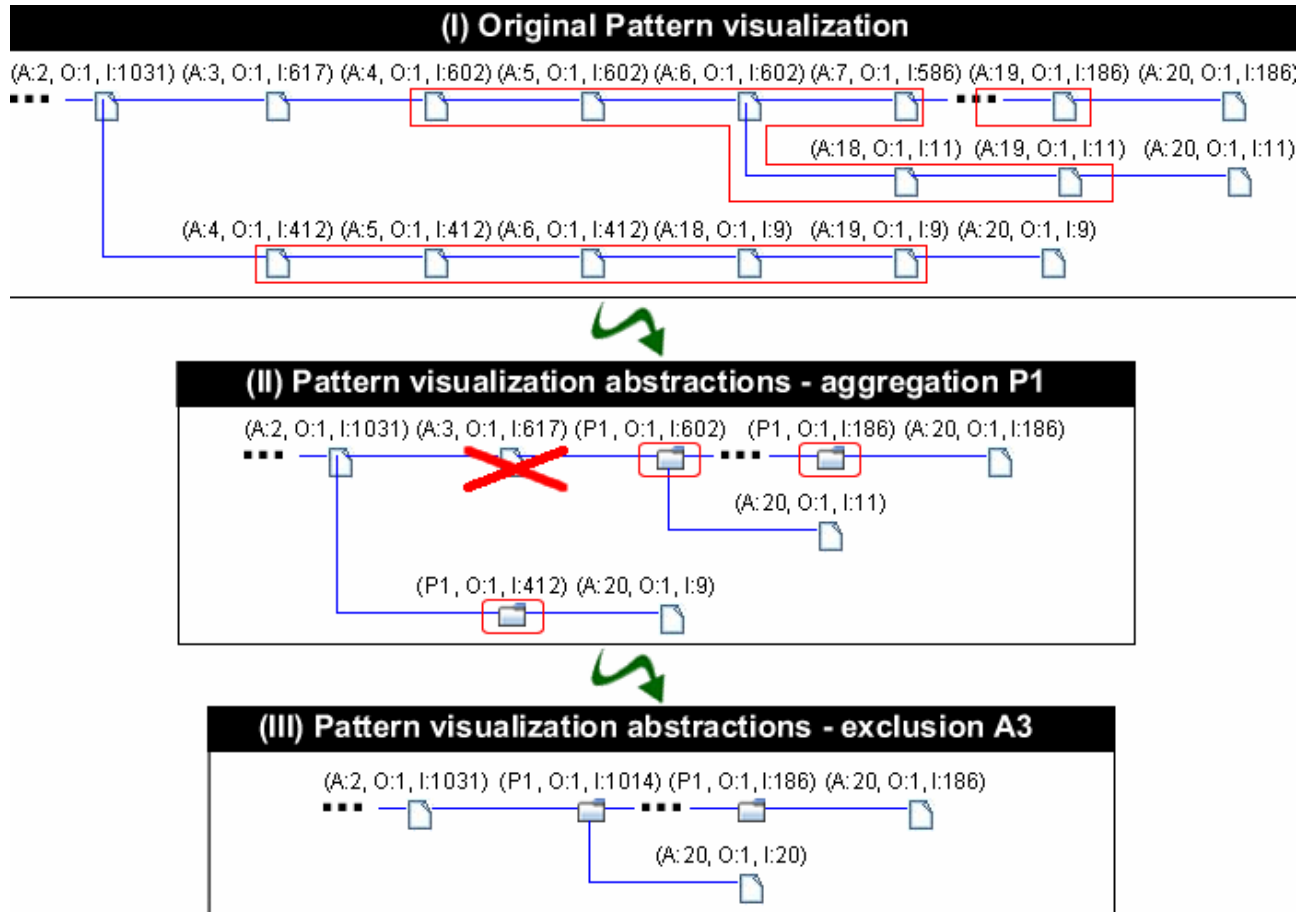 (I) Original Pattern visualization
(A:2, O:1, I:1031) (A:3, O:1, I:617) (A:4, O:1, I:602) (A:5, O:1, I:602) (A:6, O:1, I:602) (A:7, O:1, I:586) (A:19, O:1, I:186) (A:20, O:1, I:186)
(A:18, O:1, I:11) (A:19, O:1, I:11) (A:20, O:1, I:11)
(A:4, O:1, I:412) (A:5, O:1, I:412) (A:6, O:1, I:412) (A:18, O:1, I:9) (A:19, O:1, I:9) (A:20, O:1, I:9)
(II) Pattern visualization abstractions - aggregation P1
(A:2, O:1, I:1031) (A:3, O:1, I:617) (P1, O:1, I:602) (P1, O:1, I:186) (A:20, O:1, I:186)
(A:20, O:1, I:11)
(P1, O:1, I:412) (A:20, O:1, I:9)
(III) Pattern visualization abstractions - exclusion A3
(A:2, O:1, I:1031) (P1, O:1, I:1014) (P1, O:1, I:186) (A:20, O:1, I:186)
(A:20, O:1, I:20)